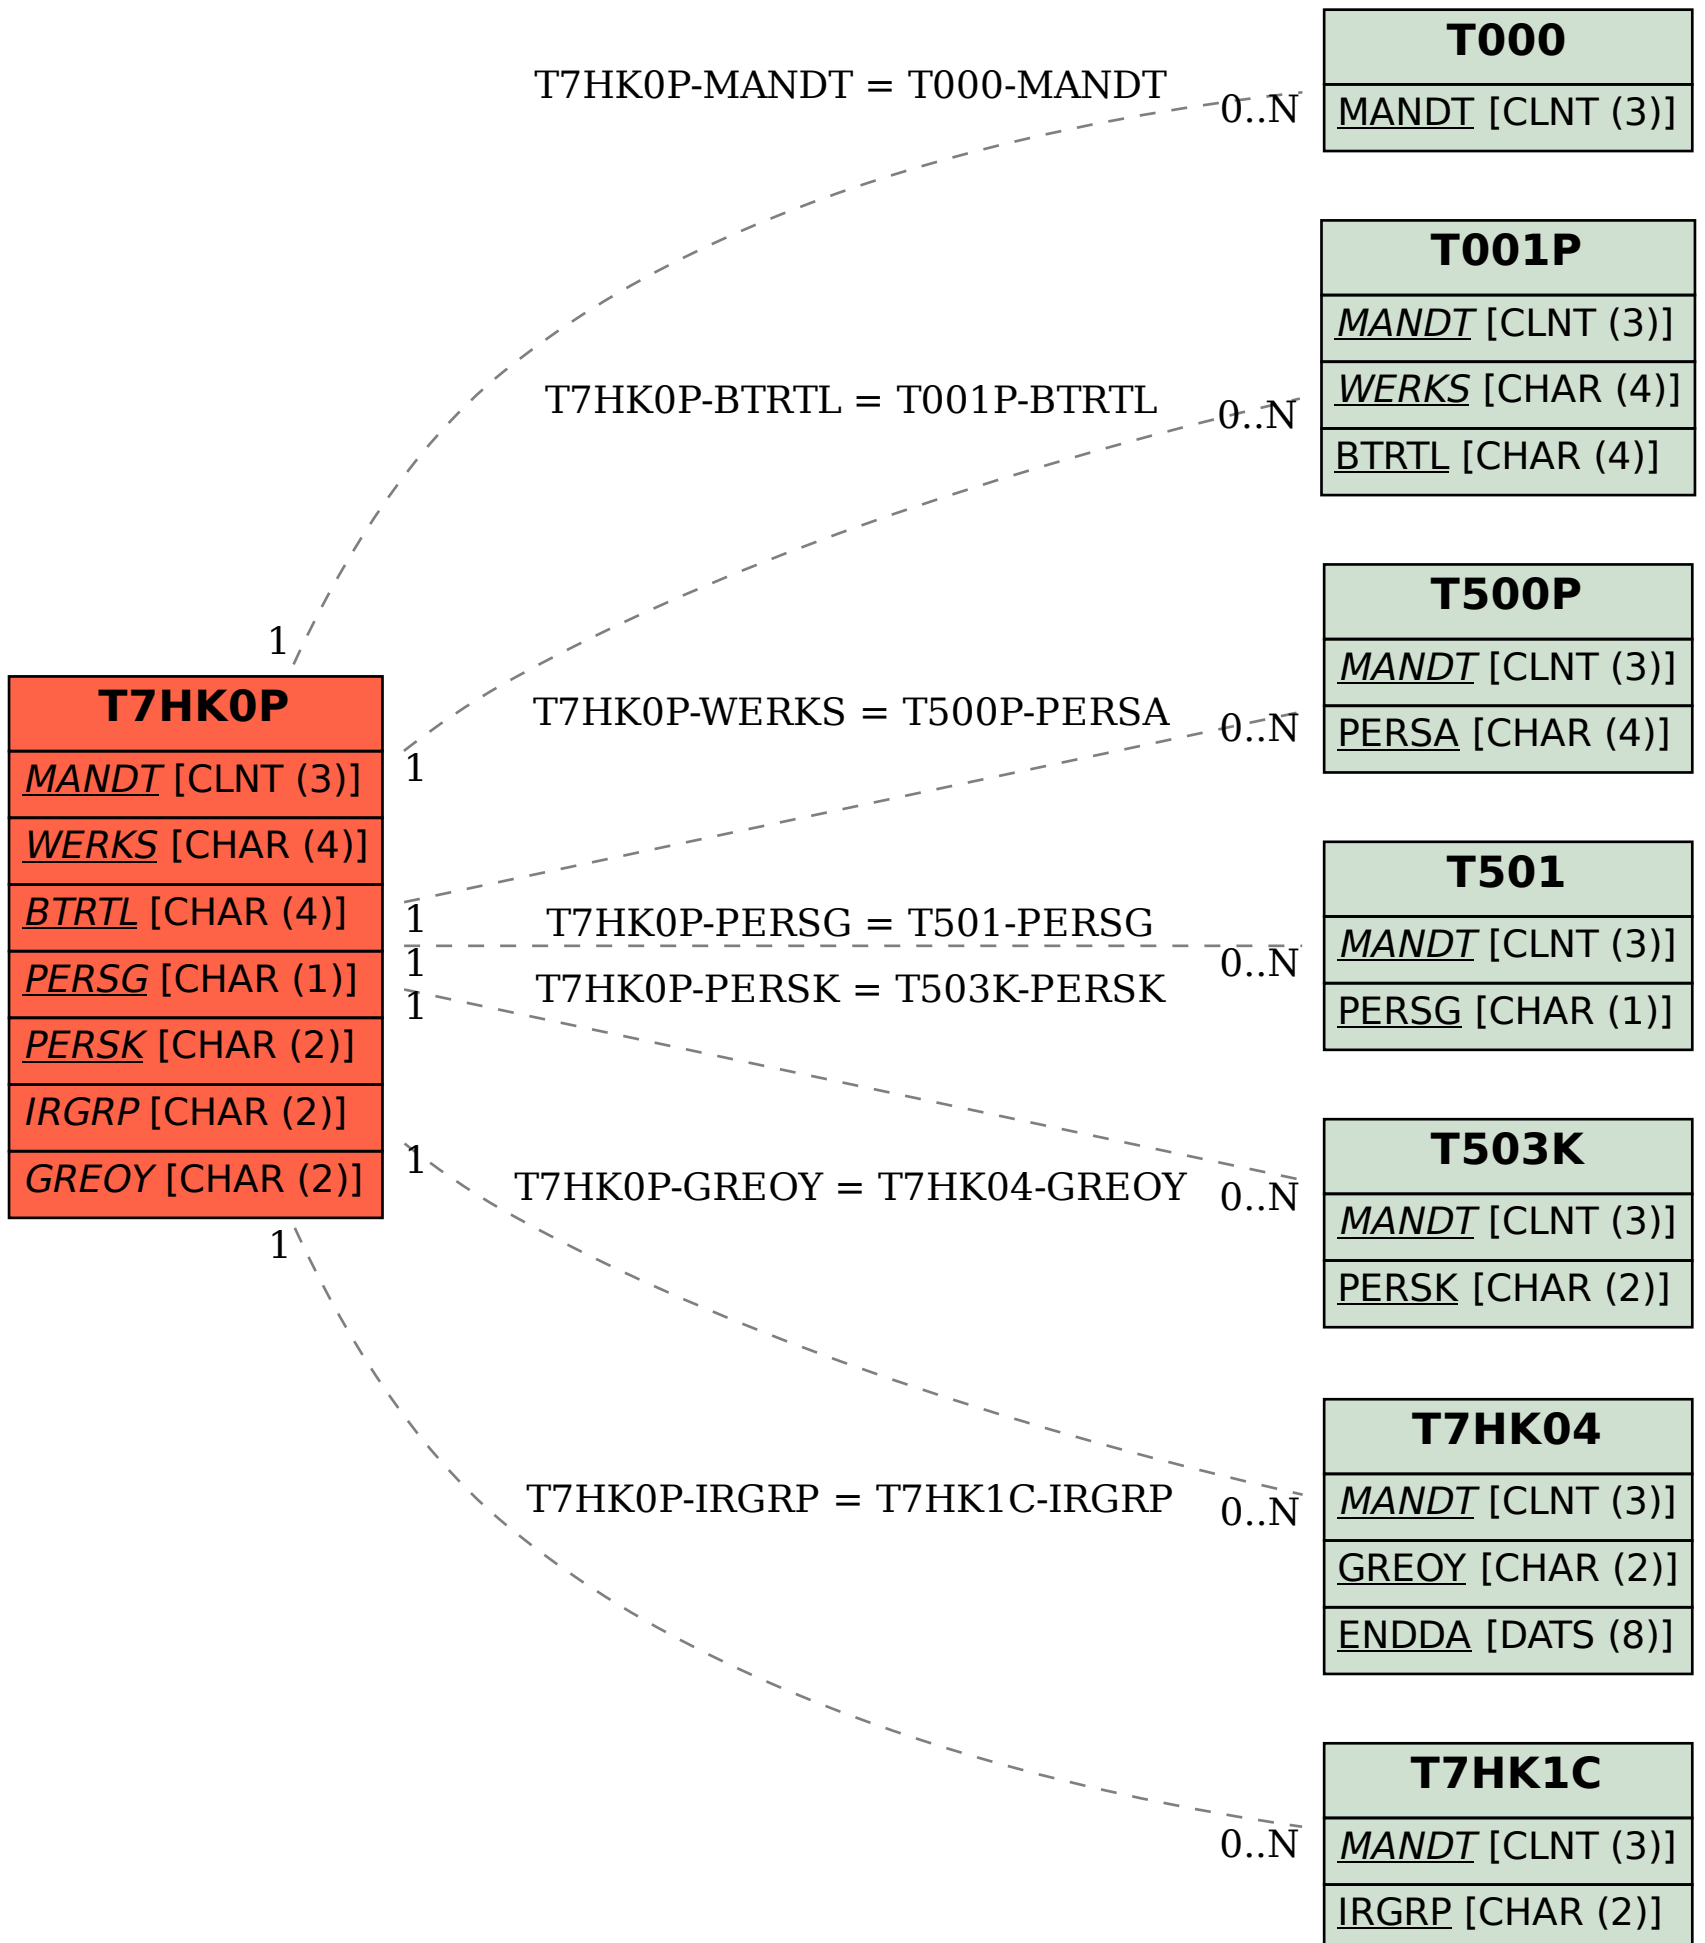 T7HK0P
MANDT [CLNT (3)]
WERKS [CHAR (4)]
BTRTL [CHAR (4)]
PERSG [CHAR (1)]
PERSK [CHAR (2)]
IRGRP [CHAR (2)]
GREOY [CHAR (2)]
T7HK0P-MANDT = T000-MANDT
1
0..N
T7HK0P-BTRTL = T001P-BTRTL
1
0..N
T7HK0P-WERKS = T500P-PERSA
1
0..N
T7HK0P-PERSG = T501-PERSG
1
0..N
T7HK0P-PERSK = T503K-PERSK
1
0..N
T7HK0P-GREOY = T7HK04-GREOY
1
0..N
T7HK0P-IRGRP = T7HK1C-IRGRP
1
0..N
T000
MANDT [CLNT (3)]
T001P
MANDT [CLNT (3)]
WERKS [CHAR (4)]
BTRTL [CHAR (4)]
T500P
MANDT [CLNT (3)]
PERSA [CHAR (4)]
T501
MANDT [CLNT (3)]
PERSG [CHAR (1)]
T503K
MANDT [CLNT (3)]
PERSK [CHAR (2)]
T7HK04
MANDT [CLNT (3)]
GREOY [CHAR (2)]
ENDDA [DATS (8)]
T7HK1C
MANDT [CLNT (3)]
IRGRP [CHAR (2)]